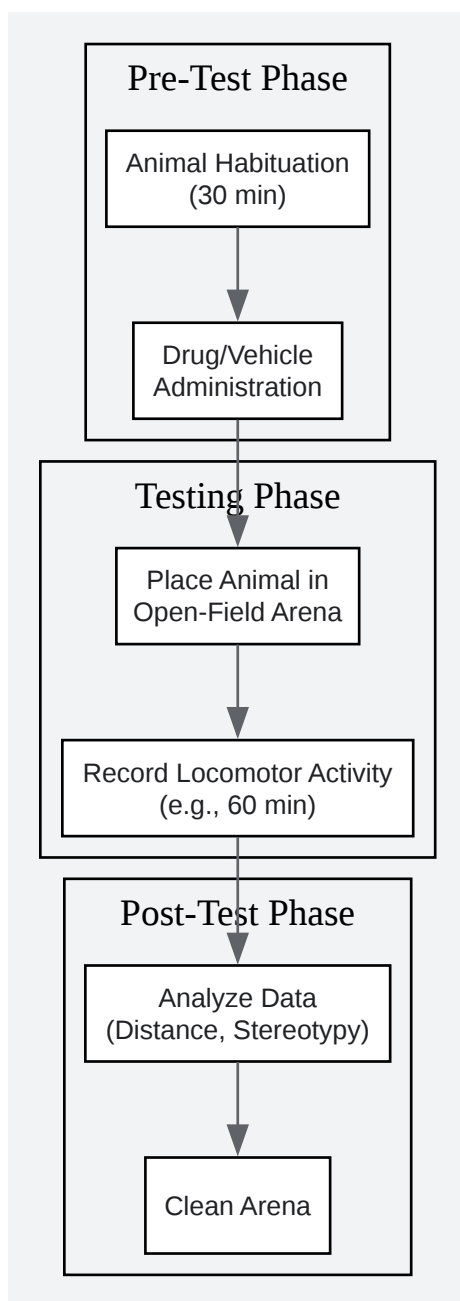 Pre-Test Phase
Animal Habituation
(30 min)
Drug/Vehicle
Administration
Testing Phase
Place Animal in
Open-Field Arena
Record Locomotor Activity
(e.g., 60 min)
Post-Test Phase
Analyze Data
(Distance, Stereotypy)
Clean Arena